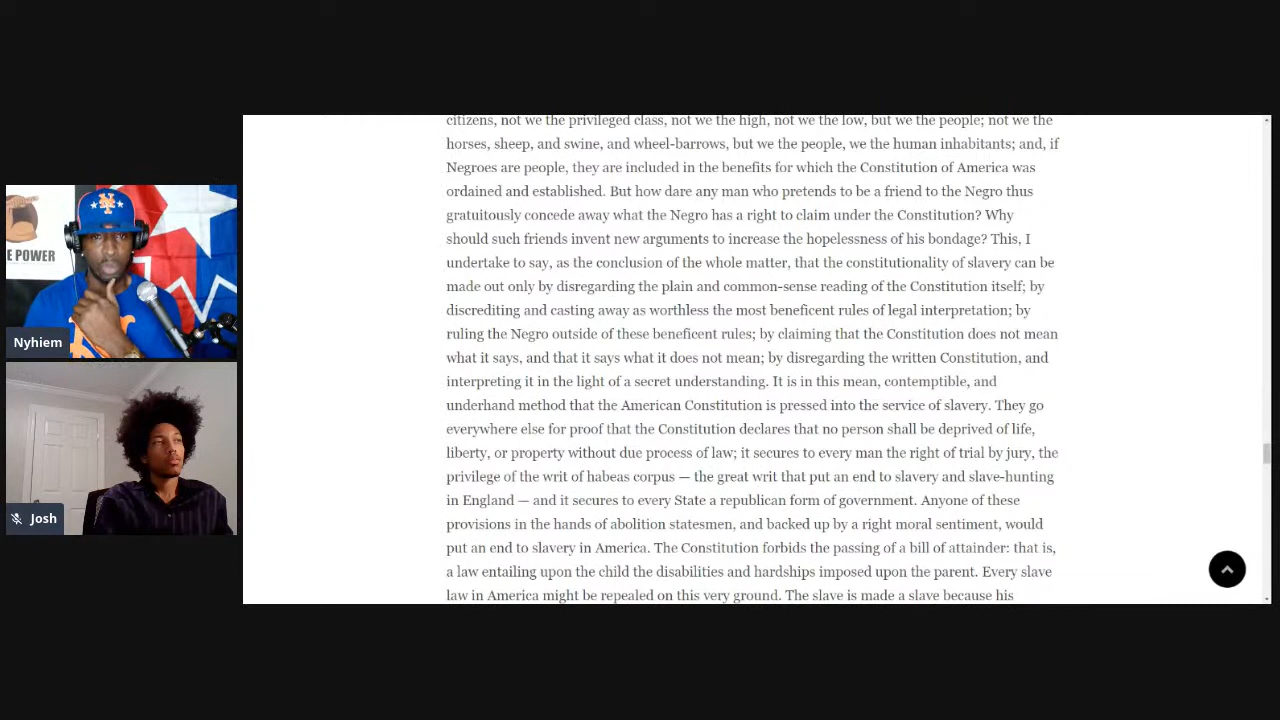 citizens, not we the privileged class, not we the high, not we the low, but we the people; not we the
horses, sheep, and swine, and wheel-barrows, but we the people, we the human inhabitants; and, if
Negroes are people, they are included in the benefits for which the Constitution of America was
ordained and established. But how dare any man who pretends to be a friend to the Negro thus
gratuitously concede away what the Negro has a right to claim under the Constitution? Why
should such friends invent new arguments to increase the hopelessness of his bondage? This, I
undertake to say, as the conclusion of the whole matter, that the constitutionality of slavery can be
made out only by disregarding the plain and common-sense reading of the Constitution itself; by
discrediting and casting away as worthless the most beneficent rules of legal interpretation; by
ruling the Negro outside of these beneficent rules; by claiming that the Constitution does not mean
what it says, and that it says what it does not mean; by disregarding the written Constitution, and
interpreting it in the light of a secret understanding. It is in this mean, contemptible, and
underhand method that the American Constitution is pressed into the service of slavery. They go
everywhere else for proof that the Constitution declares that no person shall be deprived of life,
liberty, or property without due process of law; it secures to every man the right of trial by jury, the
privilege of the writ of habeas corpus — the great writ that put an end to slavery and slave-hunting
in England — and it secures to every State a republican form of government. Anyone of these
provisions in the hands of abolition statesmen, and backed up by a right moral sentiment, would
put an end to slavery in America. The Constitution forbids the passing of a bill of attainder: that is,
a law entailing upon the child the disabilities and hardships imposed upon the parent. Every slave
law in America might be repealed on this very ground. The slave is made a slave because his
E POWER
NY
Nyhiem
Josh